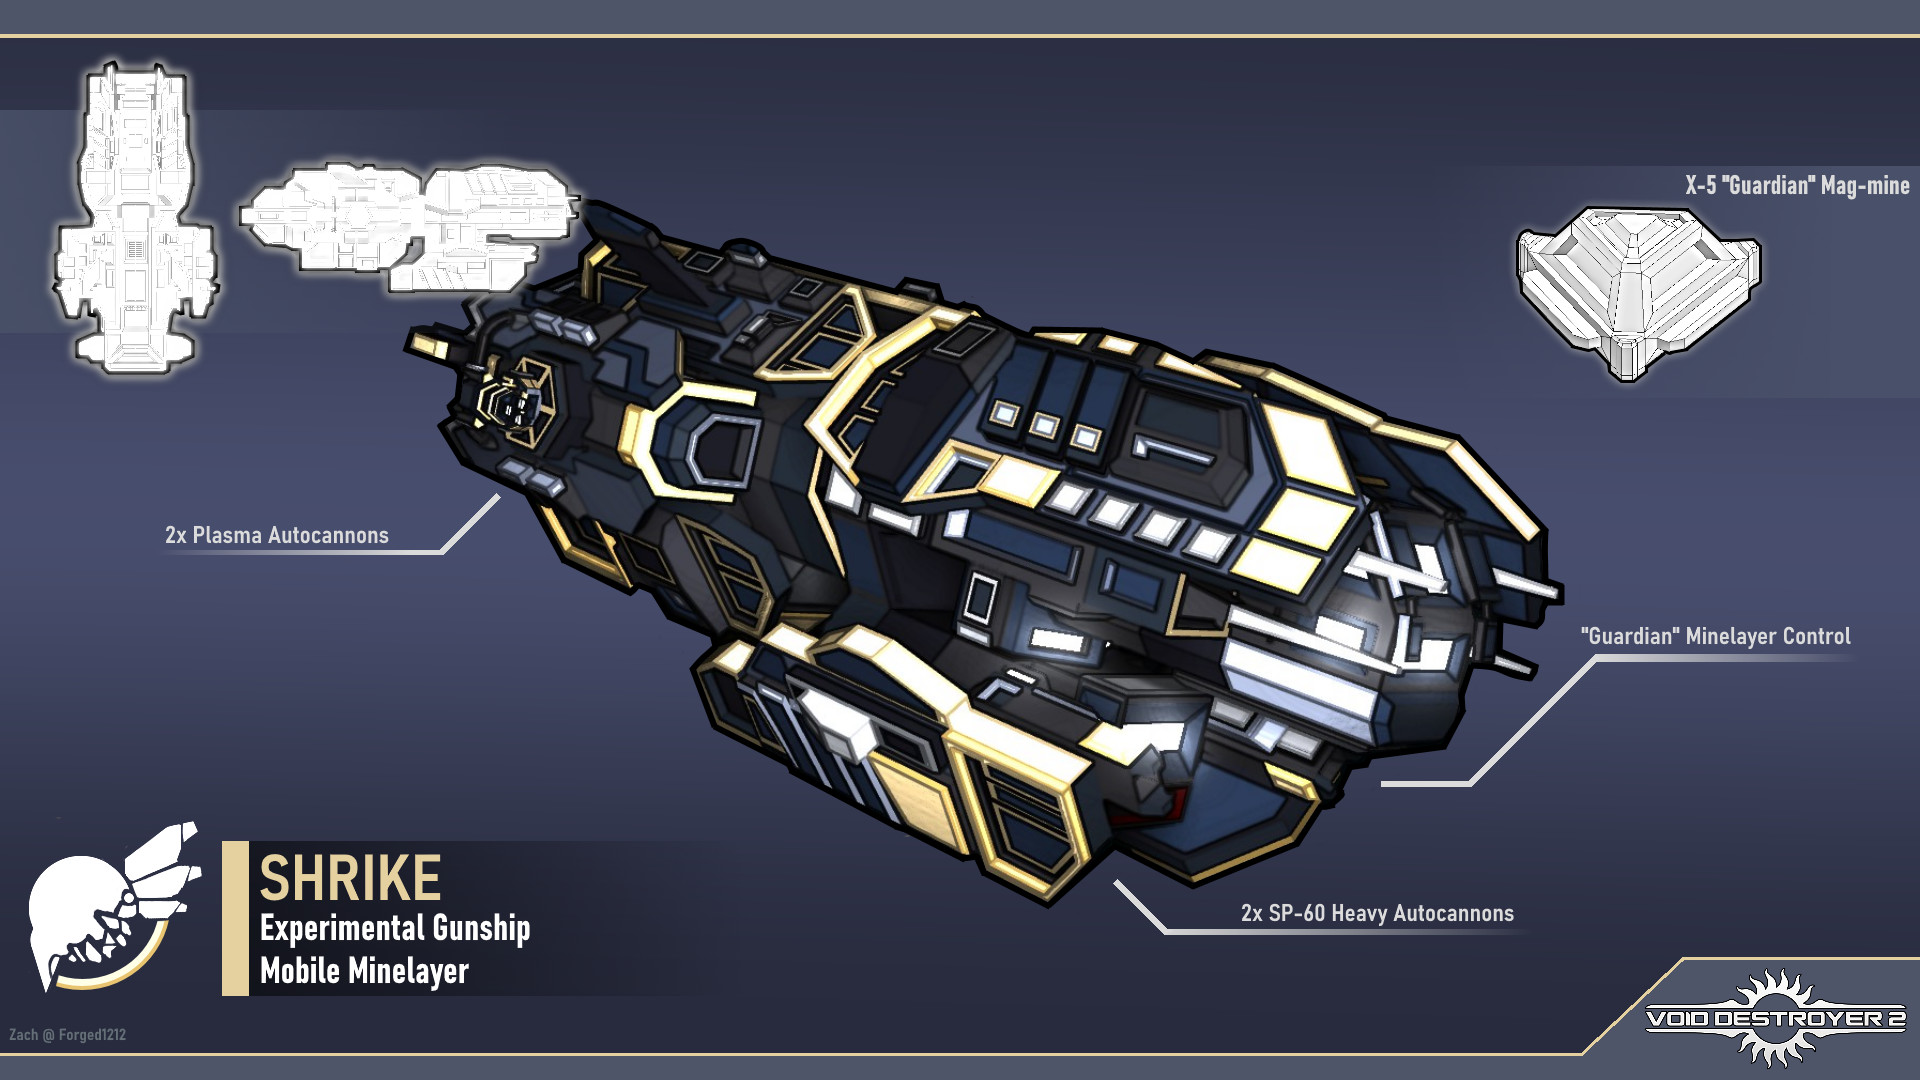 X-5 "Guardian" Mag-mine
2x Plasma Autocannons
"Guardian" Minelayer Control
SHRIKE
Experimental Gunship
Mobile Minelayer
2x SP-60 Heavy Autocannons
Zach @ Forged1212
VOID DESTROYER 2